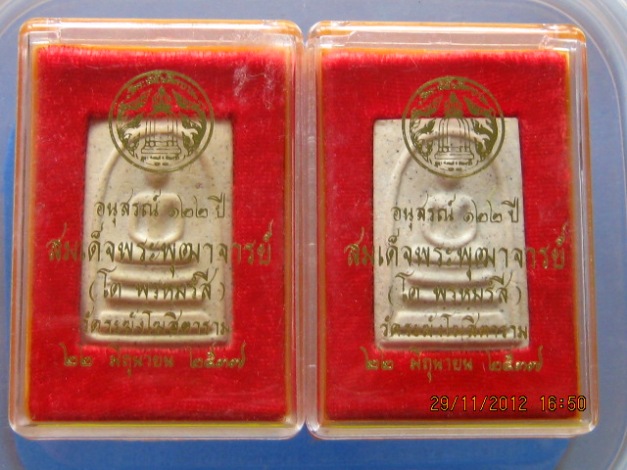 อนุสรณ์ ๑๒๒ ปี
สมเด็จพระพุฒาจารย์
(โต พรหมรังสี)
วัดระฆังโฆสิตาราม
๒๒ มิถุนายน ๒๕๓๗
อนุสรณ์ ๑๒๒ ปี
สมเด็จพระพุฒาจารย์
(โต พรหมรังสี)
วัดระฆังโฆสิตาราม
๒๒ มิถุนายน ๒๕๓๗
29/11/2012 16:50